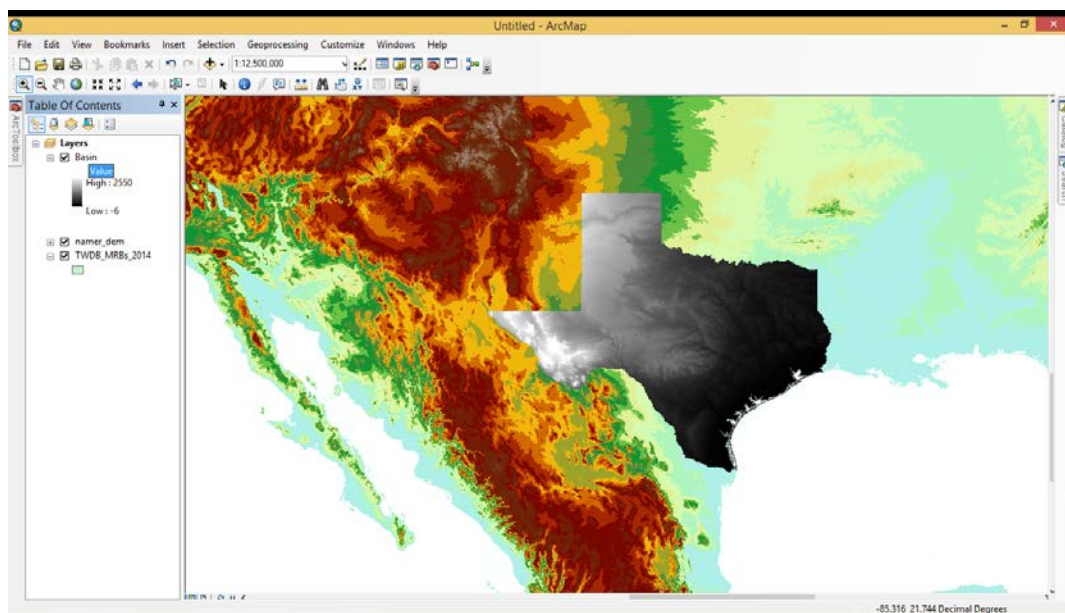 Untitled - ArcMap
File Edit View Bookmarks Insert Selection Geoprocessing Customize Windows Help
1:12,500,000
Table Of Contents
ArcToolbox
Layers
Basin
Value
High : 2550
Low : -6
namer_dem
TWDB_MRBs_2014
-85.316 21.744 Decimal Degrees